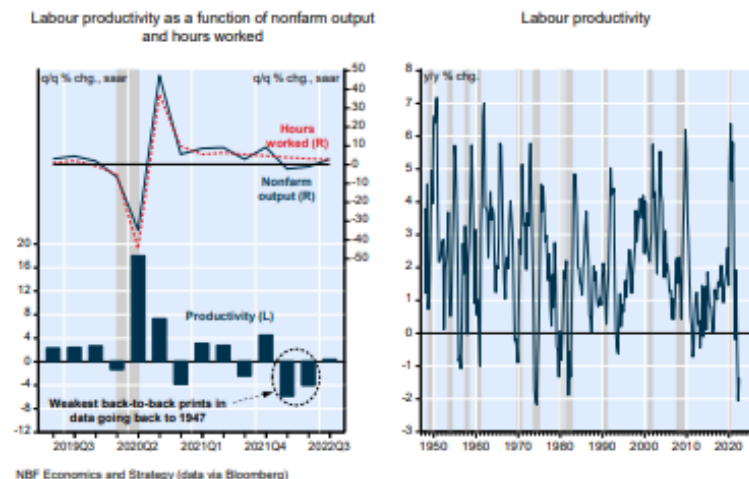 Labour productivity as a function of nonfarm output
and hours worked
q/q % chg., saar
q/q % chg., saar
50
40
30
20
10
0
-10
-20
-30
-40
-50
Hours
worked (R)
Nonfarm
output (R)
20
16
12
8
4
0
-4
-8
-12
Productivity (L)
Weakest back-to-back prints in
data going back to 1947
2019Q3 2020Q2 2021Q1 2021Q4 2022Q3
Labour productivity
y/y % chg.
8
7
6
5
4
3
2
1
0
-1
-2
-3
1950 1960 1970 1980 1990 2000 2010 2020
NBF Economics and Strategy (data via Bloomberg)